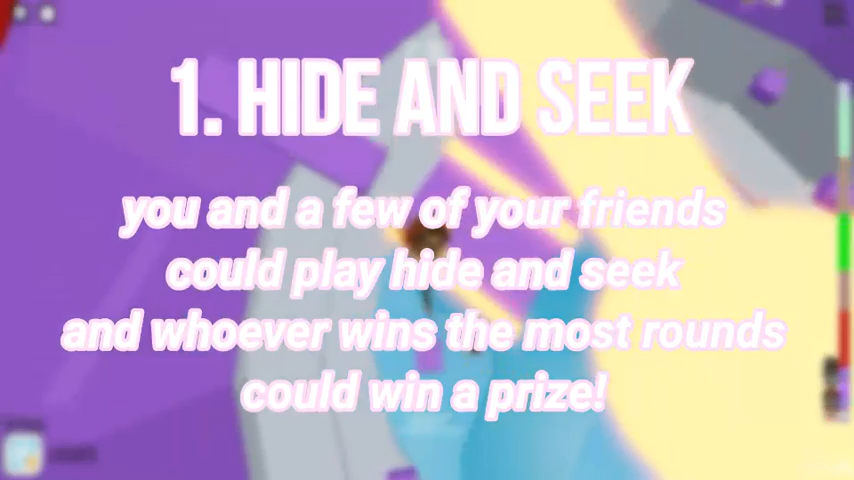 1. HIDE AND SEEK
you and a few of your friends
could play hide and seek
and whoever wins the most rounds
could win a prize!